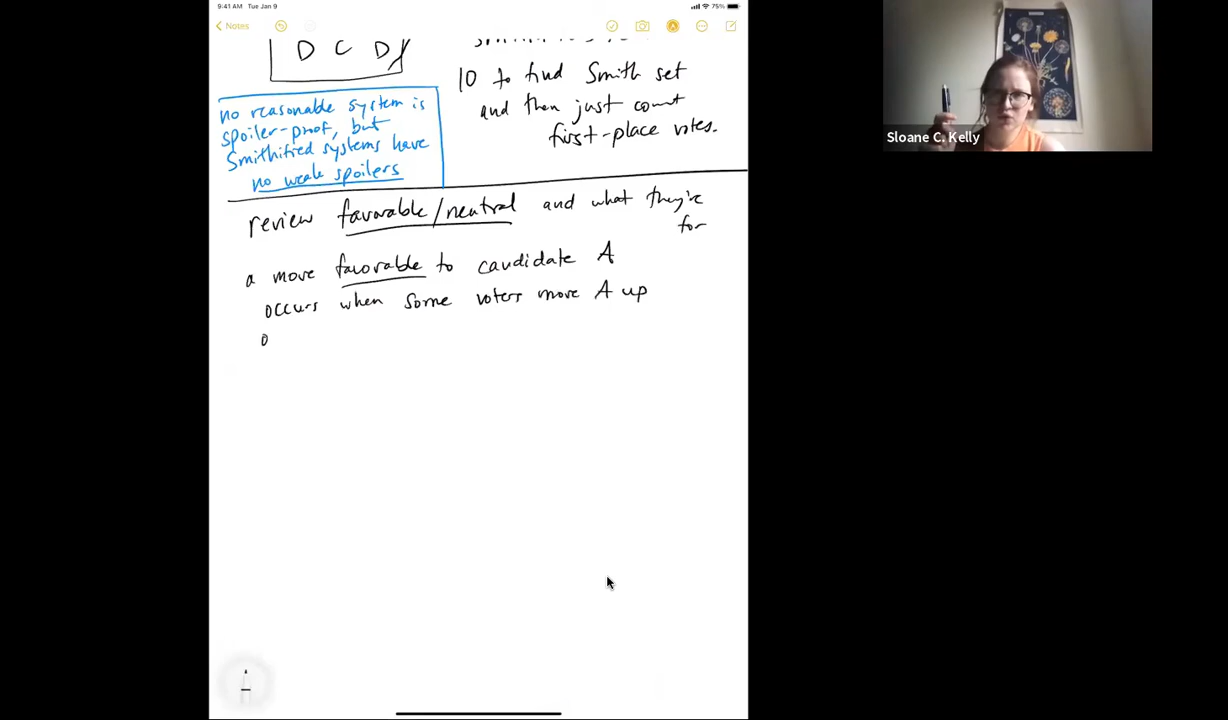 9:41 AM Tue Jan 9
75%
Notes
D C D
10 to find Smith set
and then just count
first-place votes.
no reasonable system is
spoiler-proof, but
Smithified systems have
no weak spoilers
review favorable/neutral and what they're
for
a move favorable to candidate A
occurs when some voters move A up
o
Sloane C. Kelly